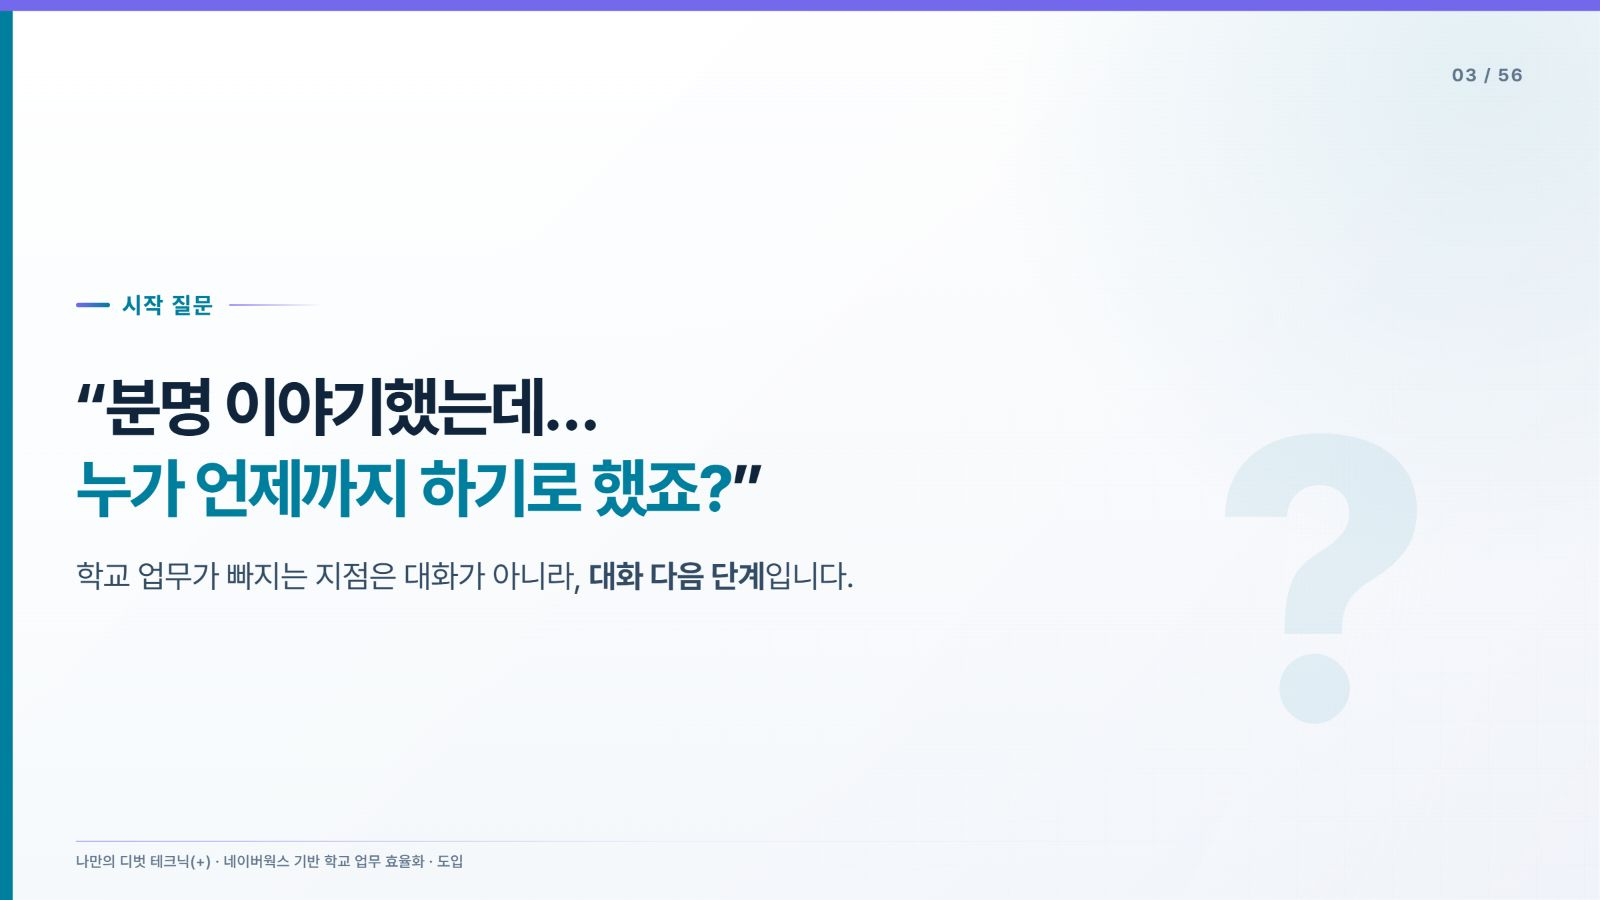 03 / 56
시작 질문
“분명 이야기했는데...
누가 언제까지 하기로 했죠?”
학교 업무가 빠지는 지점은 대화가 아니라, 대화 다음 단계입니다.
?
나만의 디벗 테크닉(+) · 네이버웍스 기반 학교 업무 효율화 · 도입